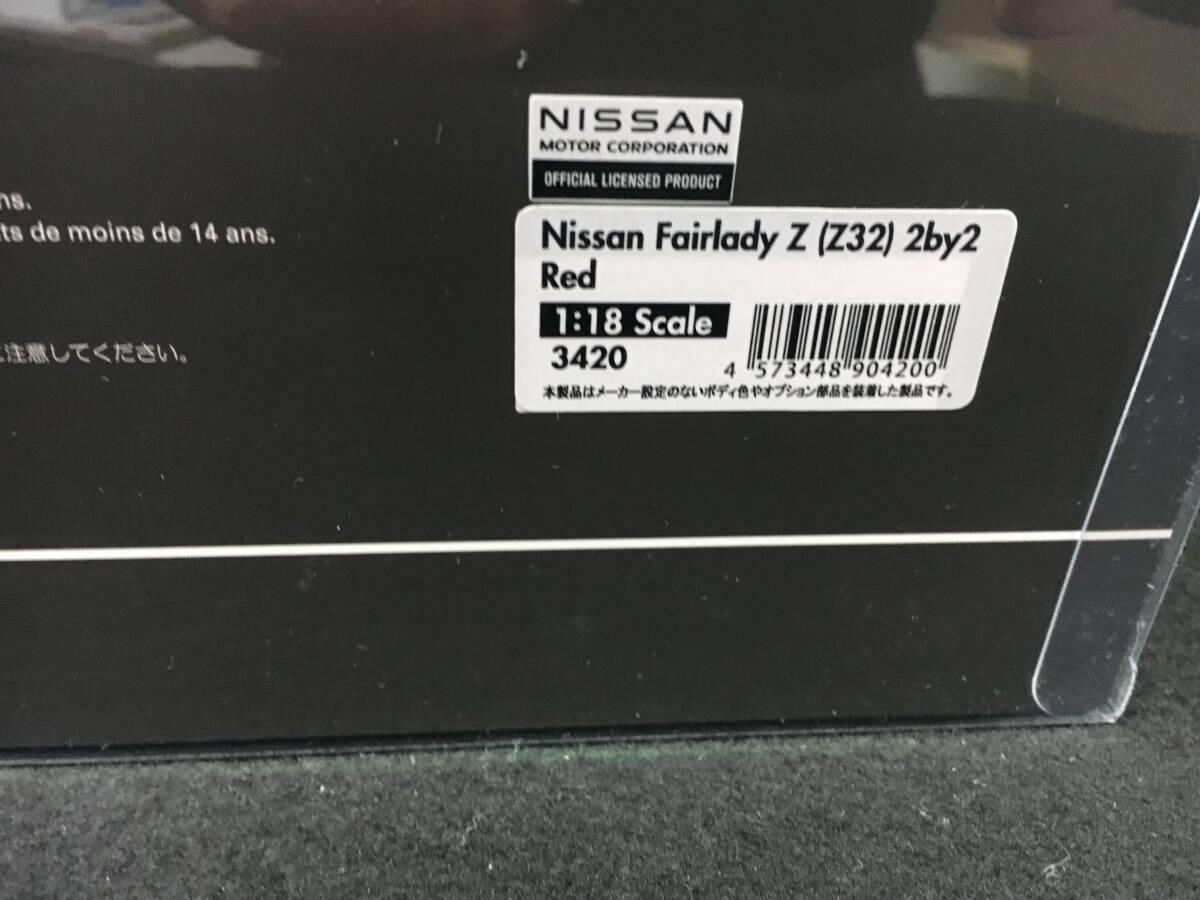 NISSAN
MOTOR CORPORATION
OFFICIAL LICENSED PRODUCT
ns.
ts de moins de 14 ans.
Nissan Fairlady Z (Z32) 2by2
Red
1:18 Scale
3420
4 573448 904200
注意してください。
本製品はメーカー設定のないボディ色やオプション部品を装着した製品です。